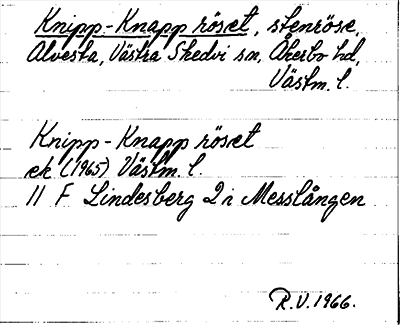 Knipp-Knapp röset, stenröse,
Alvesta, Västra Skedvi sn, Åkerbo hd,
Västm. l.
Knipp-Knapp röset
ek (1965) Västm. l.
11 F Lindesberg 2 i Messlången
R.V. 1966.